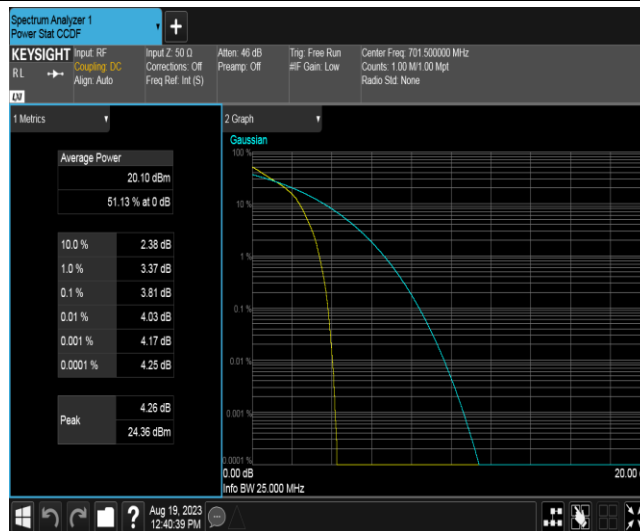 Spectrum Analyzer 1
Power Stat CCDF
+
KEYSIGHT
RL
LXI
Input: RF
Coupling: DC
Align: Auto
Input Z: 50 Ω
Corrections: Off
Freq Ref: Int (S)
Atten: 46 dB
Preamp: Off
Trig: Free Run
#IF Gain: Low
Center Freq: 701.500000 MHz
Counts: 1.00 M/1.00 Mpt
Radio Std: None
1 Metrics
Average Power
20.10 dBm
51.13 % at 0 dB
10.0 % 2.38 dB
1.0 % 3.37 dB
0.1 % 3.81 dB
0.01 % 4.03 dB
0.001 % 4.17 dB
0.0001 % 4.25 dB
Peak
4.26 dB
24.36 dBm
2 Graph
Gaussian
100 %
10 %
1 %
0.1 %
0.01 %
0.001 %
0.0001 %
0.00 dB
20.00
Info BW 25.000 MHz
?
Aug 19, 2023
12:40:39 PM